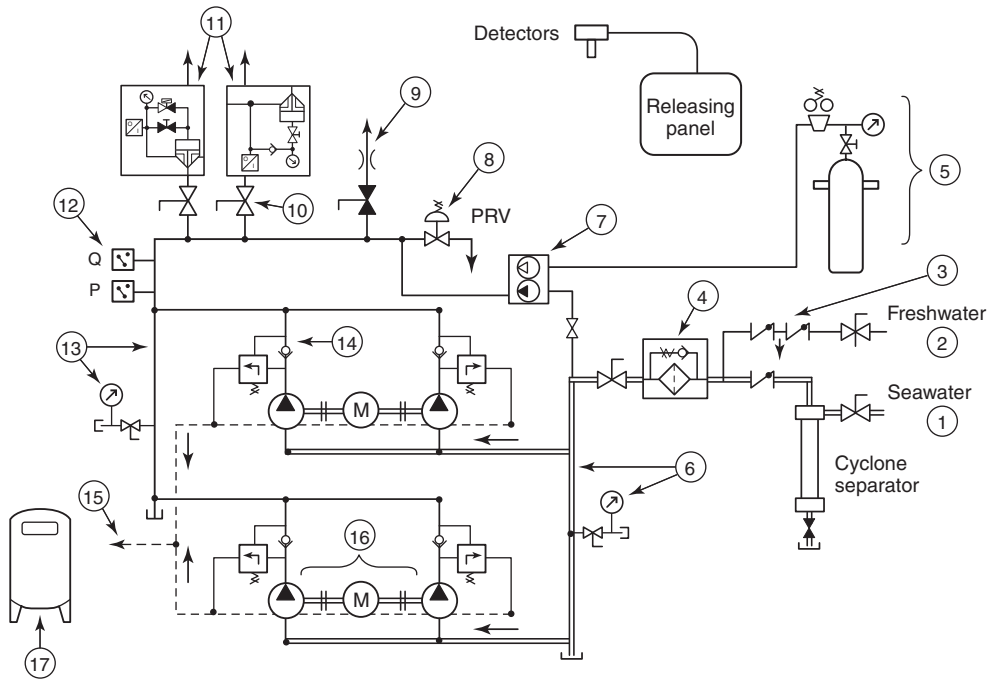 11
Detectors
Releasing
panel
9
5
8
PRV
10
12
7
Q
P
3
4
Freshwater
2
14
13
Seawater
1
Cyclone
separator
M
6
15
16
M
17